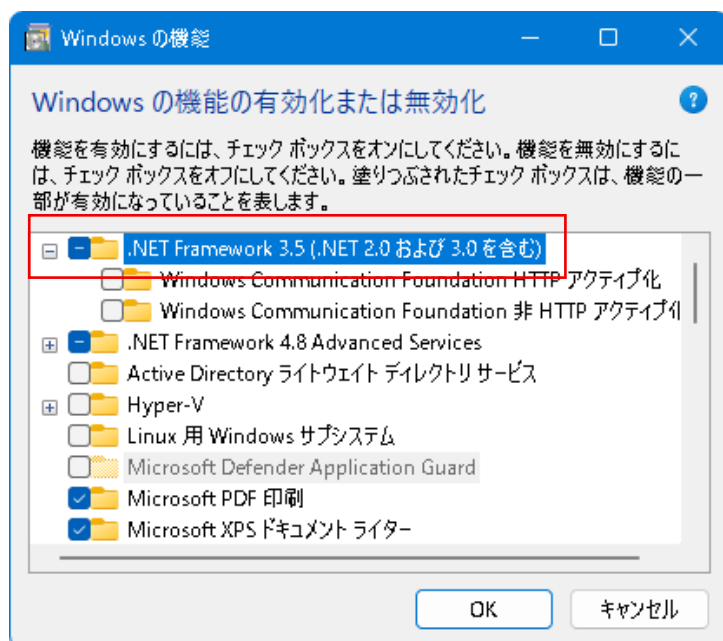 Windows の機能
Windows の機能の有効化または無効化
機能を有効にするには、チェック ボックスをオンにしてください。機能を無効にするに
は、チェック ボックスをオフにしてください。塗りつぶされたチェック ボックスは、機能の一
部が有効になっていることを表します。
.NET Framework 3.5 (.NET 2.0 および 3.0 を含む)
Windows Communication Foundation HTTP アクティブ化
Windows Communication Foundation 非 HTTP アクティブ化
.NET Framework 4.8 Advanced Services
Active Directory ライトウェイト ディレクトリ サービス
Hyper-V
Linux 用 Windows サブシステム
Microsoft Defender Application Guard
Microsoft PDF 印刷
Microsoft XPS ドキュメント ライター
OK
キャンセル